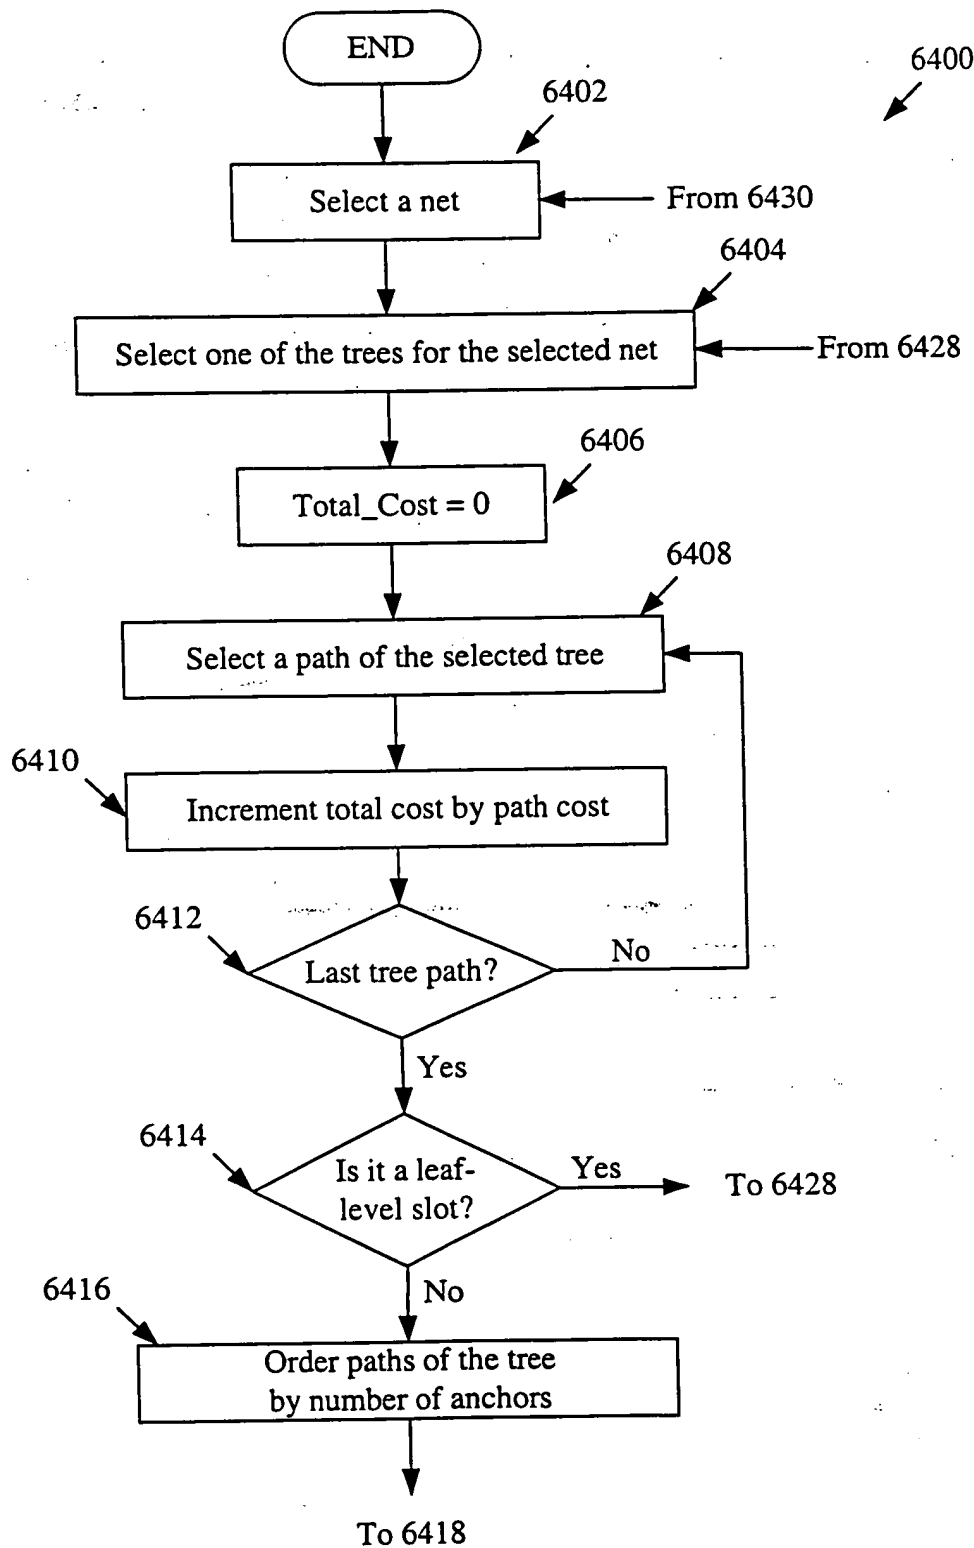 END
6400
6402
Select a net
From 6430
6404
Select one of the trees for the selected net
From 6428
6406
Total_Cost = 0
6408
Select a path of the selected tree
6410
Increment total cost by path cost
6412
Last tree path?
No
Yes
6414
Is it a leaf-
level slot?
Yes
To 6428
No
6416
Order paths of the tree
by number of anchors
To 6418